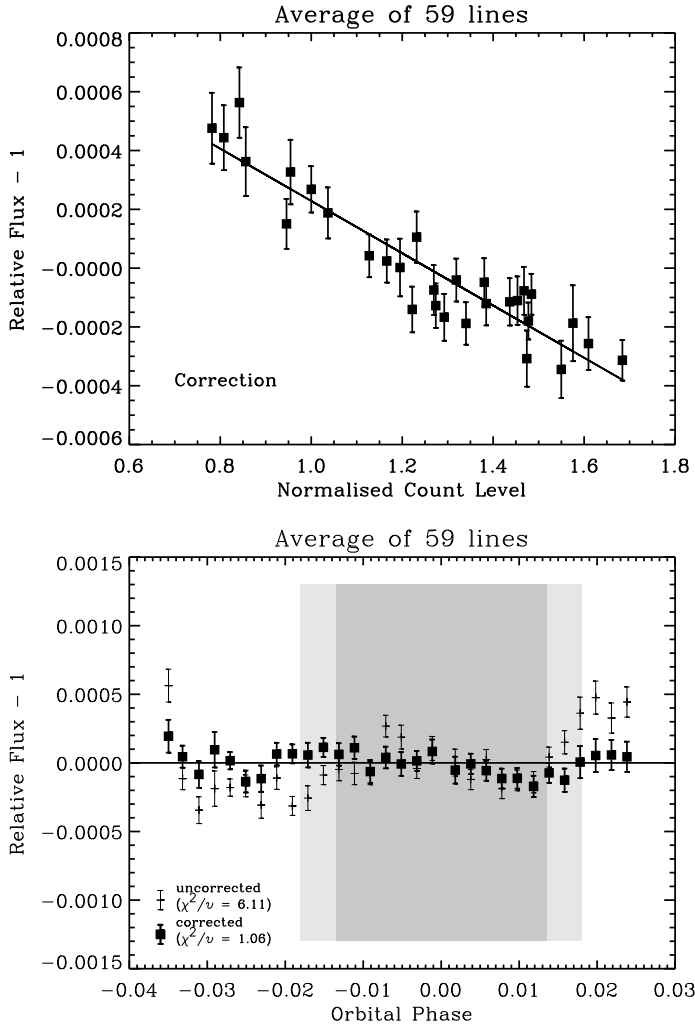 Average of 59 lines
0.0008
0.0006
0.0004
0.0002
−0.0000
−0.0002
−0.0004
−0.0006
Relative Flux − 1
Correction
0.6 0.8 1.0 1.2 1.4 1.6 1.8
Normalised Count Level
Average of 59 lines
0.0015
0.0010
0.0005
0.0000
−0.0005
−0.0010
−0.0015
Relative Flux − 1
uncorrected
(χ²/υ = 6.11)
corrected
(χ²/υ = 1.06)
−0.04 −0.03 −0.02 −0.01 0.00 0.01 0.02 0.03
Orbital Phase